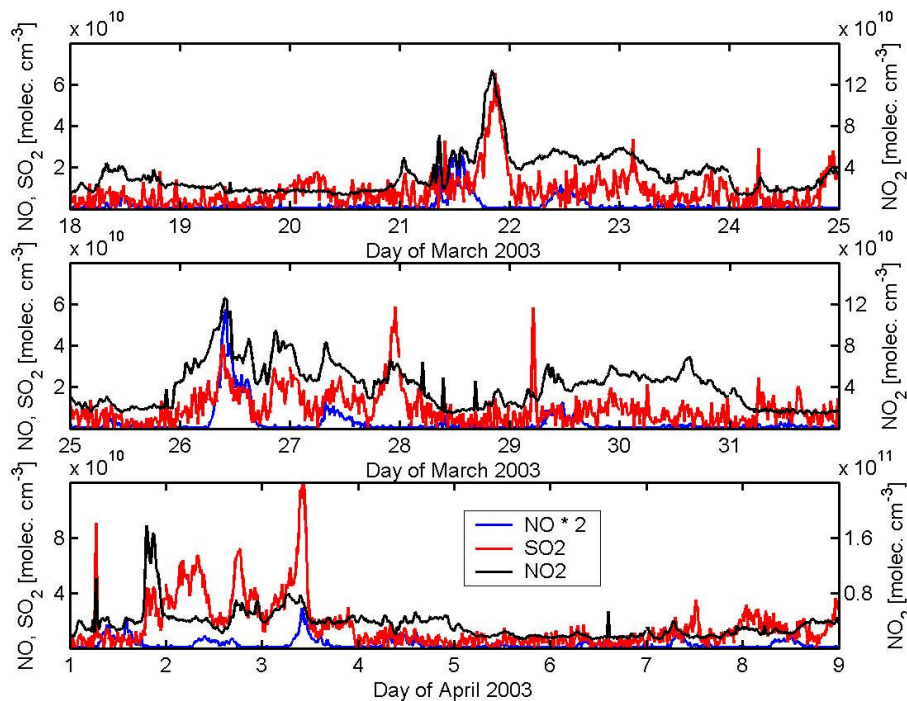 x 10^10
x 10^10
NO, SO2 [molec. cm-3]
6
4
2
12
8
4
NO2 [molec. cm-3]
18 19 20 21 22 23 24 25
Day of March 2003
x 10^10
x 10^10
NO, SO2 [molec. cm-3]
6
4
2
12
8
4
NO2 [molec. cm-3]
25 26 27 28 29 30 31
Day of March 2003
x 10^10
x 10^11
NO, SO2 [molec. cm-3]
8
4
1.6
0.8
NO2 [molec. cm-3]
NO * 2
SO2
NO2
1 2 3 4 5 6 7 8 9
Day of April 2003